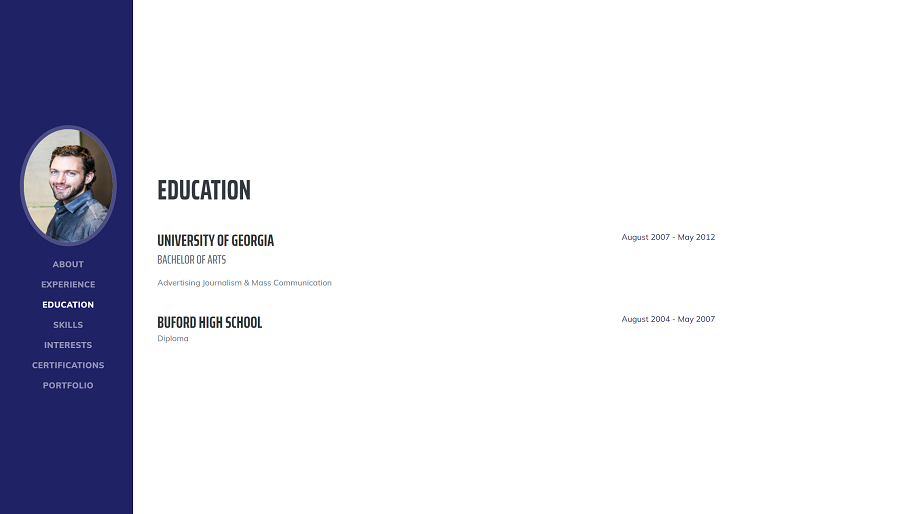 ABOUT
EXPERIENCE
EDUCATION
SKILLS
INTERESTS
CERTIFICATIONS
PORTFOLIO
EDUCATION
UNIVERSITY OF GEORGIA
August 2007 - May 2012
BACHELOR OF ARTS
Advertising Journalism & Mass Communication
BUFORD HIGH SCHOOL
August 2004 - May 2007
Diploma